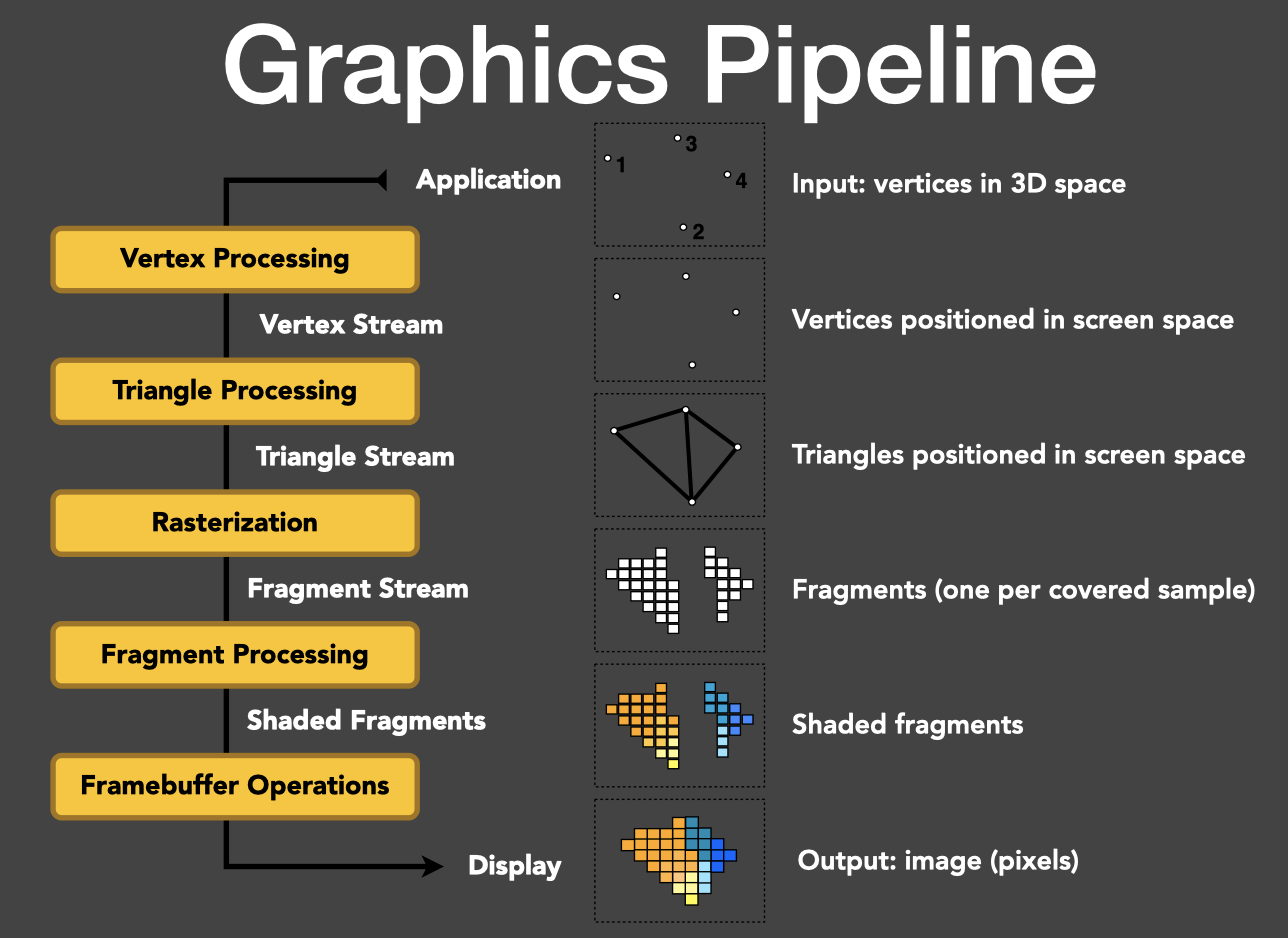 Graphics Pipeline
Application
1
3
4
2
Input: vertices in 3D space
Vertex Processing
Vertex Stream
Vertices positioned in screen space
Triangle Processing
Triangle Stream
Triangles positioned in screen space
Rasterization
Fragment Stream
Fragments (one per covered sample)
Fragment Processing
Shaded Fragments
Shaded fragments
Framebuffer Operations
Display
Output: image (pixels)